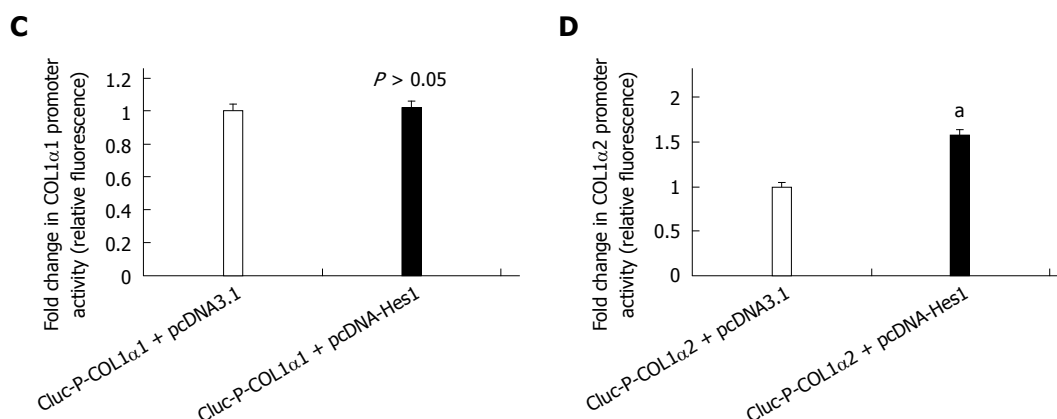 C
Fold change in COL1α1 promoter
activity (relative fluorescence)
1.2
1
0.8
0.6
0.4
0.2
0
P > 0.05
Cluc-P-COL1α1 + pcDNA3.1
Cluc-P-COL1α1 + pcDNA-Hes1
D
Fold change in COL1α2 promoter
activity (relative fluorescence)
2
1.5
1
0.5
0
a
Cluc-P-COL1α2 + pcDNA3.1
Cluc-P-COL1α2 + pcDNA-Hes1